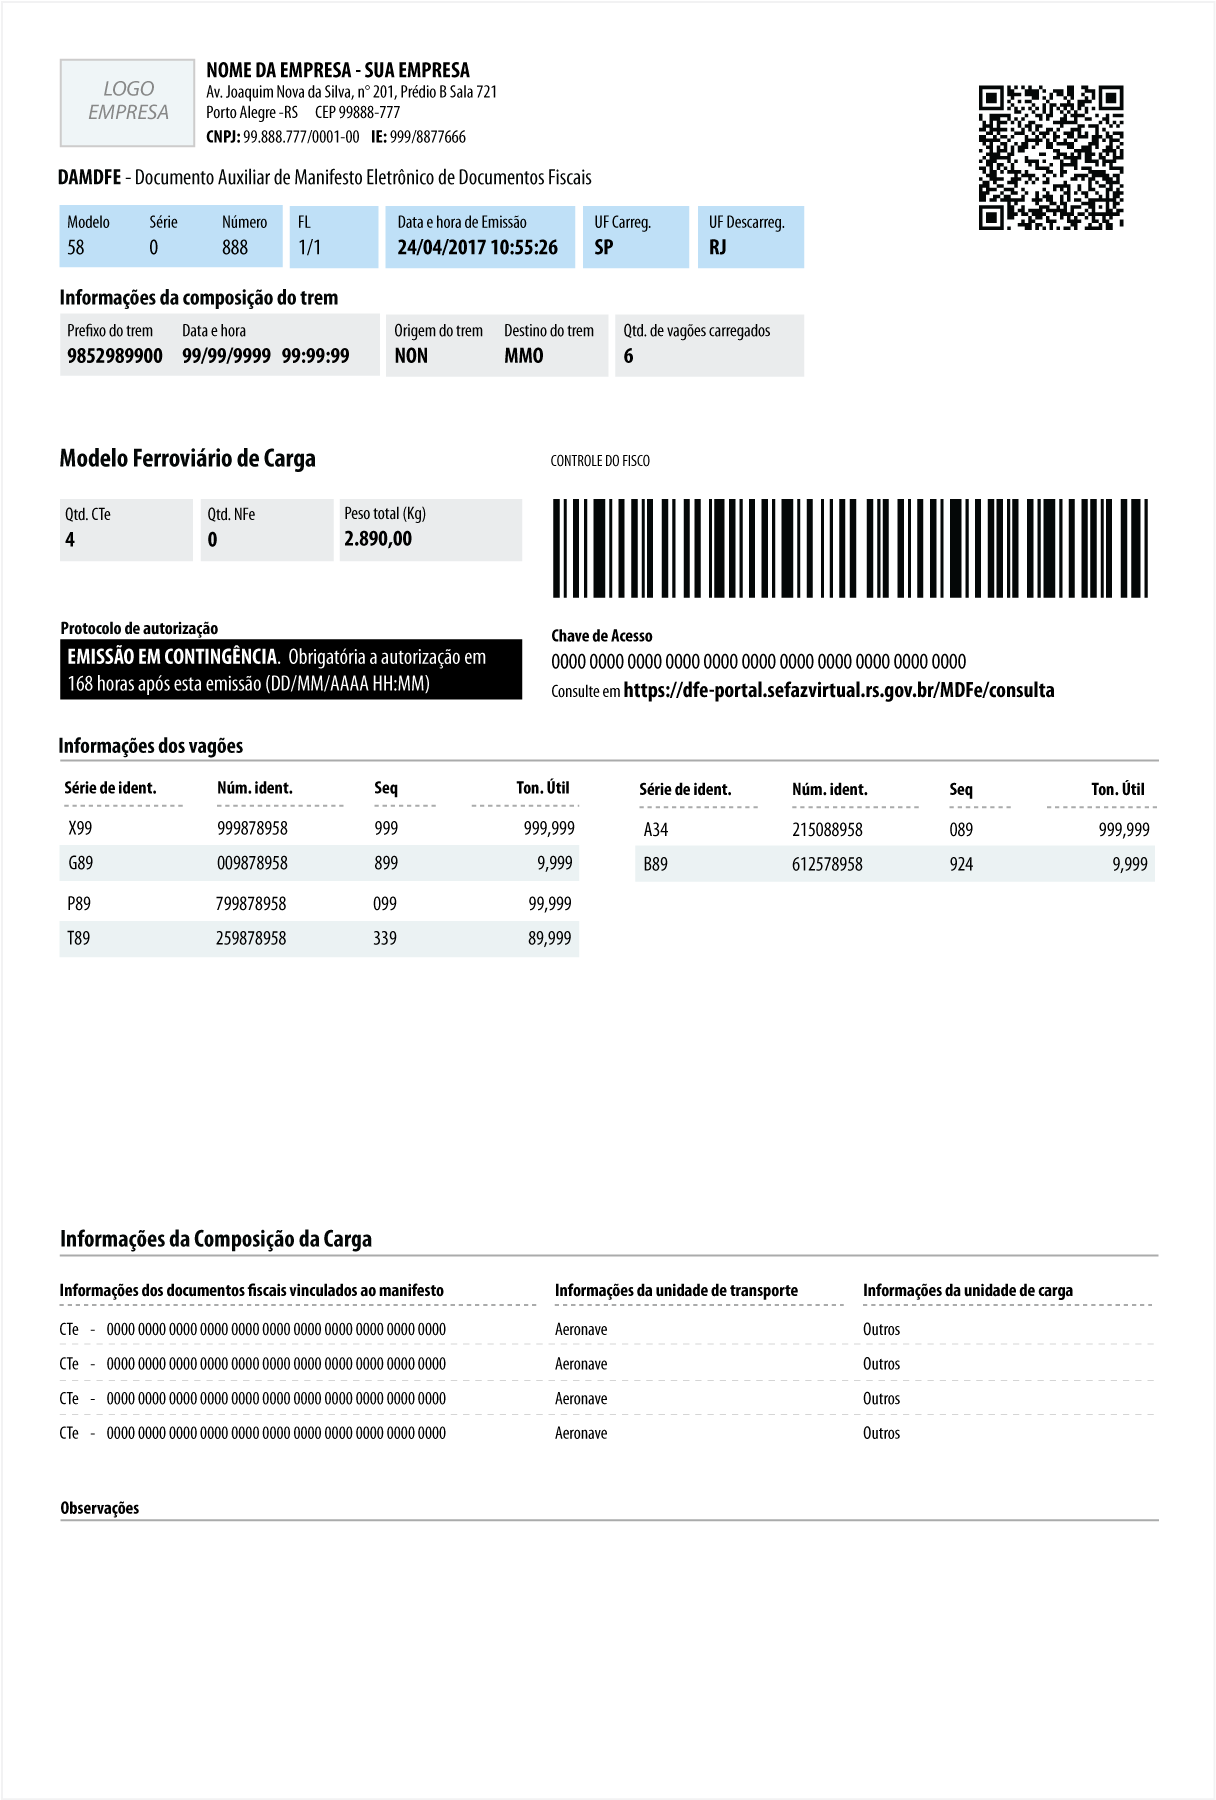 LOGO
EMPRESA
NOME DA EMPRESA - SUA EMPRESA
Av. Joaquim Nova da Silva, n° 201, Prédio B Sala 721
Porto Alegre -RS CEP 99888-777
CNPJ: 99.888.777/0001-00 IE: 999/8877666
DAMDFE - Documento Auxiliar de Manifesto Eletrônico de Documentos Fiscais
Modelo Série Número FL Data e hora de Emissão UF Carreg. UF Descarreg.
58 0 888 1/1 24/04/2017 10:55:26 SP RJ
Informações da composição do trem
Prefixo do trem Data e hora Origem do trem Destino do trem Qtd. de vagões carregados
9852989900 99/99/9999 99:99:99 NON MMO 6
Modelo Ferroviário de Carga
CONTROLE DO FISCO
Qtd. CTe Qtd. NFe Peso total (Kg)
4 0 2.890,00
Protocolo de autorização
EMISSÃO EM CONTINGÊNCIA. Obrigatória a autorização em
168 horas após esta emissão (DD/MM/AAAA HH:MM)
Chave de Acesso
0000 0000 0000 0000 0000 0000 0000 0000 0000 0000 0000
Consulte em https://dfe-portal.sefazvirtual.rs.gov.br/MDFe/consulta
Informações dos vagões
Série de ident. Núm. ident. Seq Ton. Útil
X99 999878958 999 999,999
G89 009878958 899 9,999
P89 799878958 099 99,999
T89 259878958 339 89,999
Série de ident. Núm. ident. Seq Ton. Útil
A34 215088958 089 999,999
B89 612578958 924 9,999
Informações da Composição da Carga
Informações dos documentos fiscais vinculados ao manifesto Informações da unidade de transporte Informações da unidade de carga
CTe - 0000 0000 0000 0000 0000 0000 0000 0000 0000 0000 0000 Aeronave Outros
CTe - 0000 0000 0000 0000 0000 0000 0000 0000 0000 0000 0000 Aeronave Outros
CTe - 0000 0000 0000 0000 0000 0000 0000 0000 0000 0000 0000 Aeronave Outros
CTe - 0000 0000 0000 0000 0000 0000 0000 0000 0000 0000 0000 Aeronave Outros
Observações